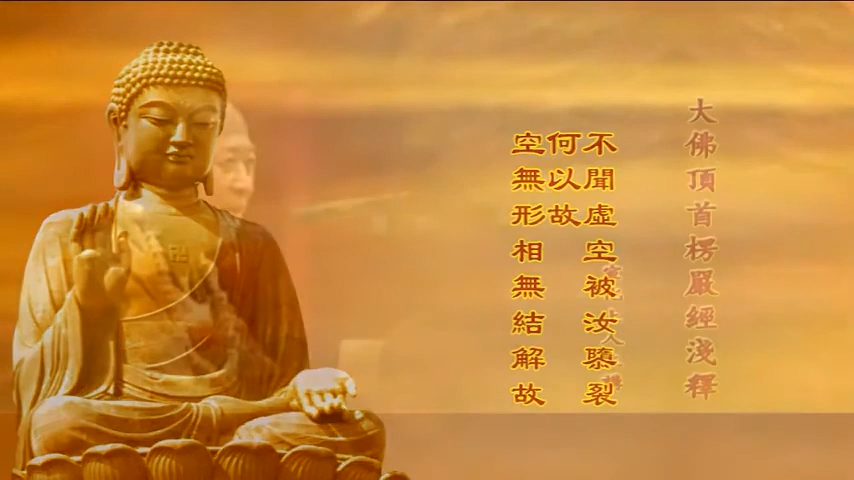 大佛頂首楞嚴經淺釋
不聞虛空被汝隳裂
何以故
空無形相無結解故